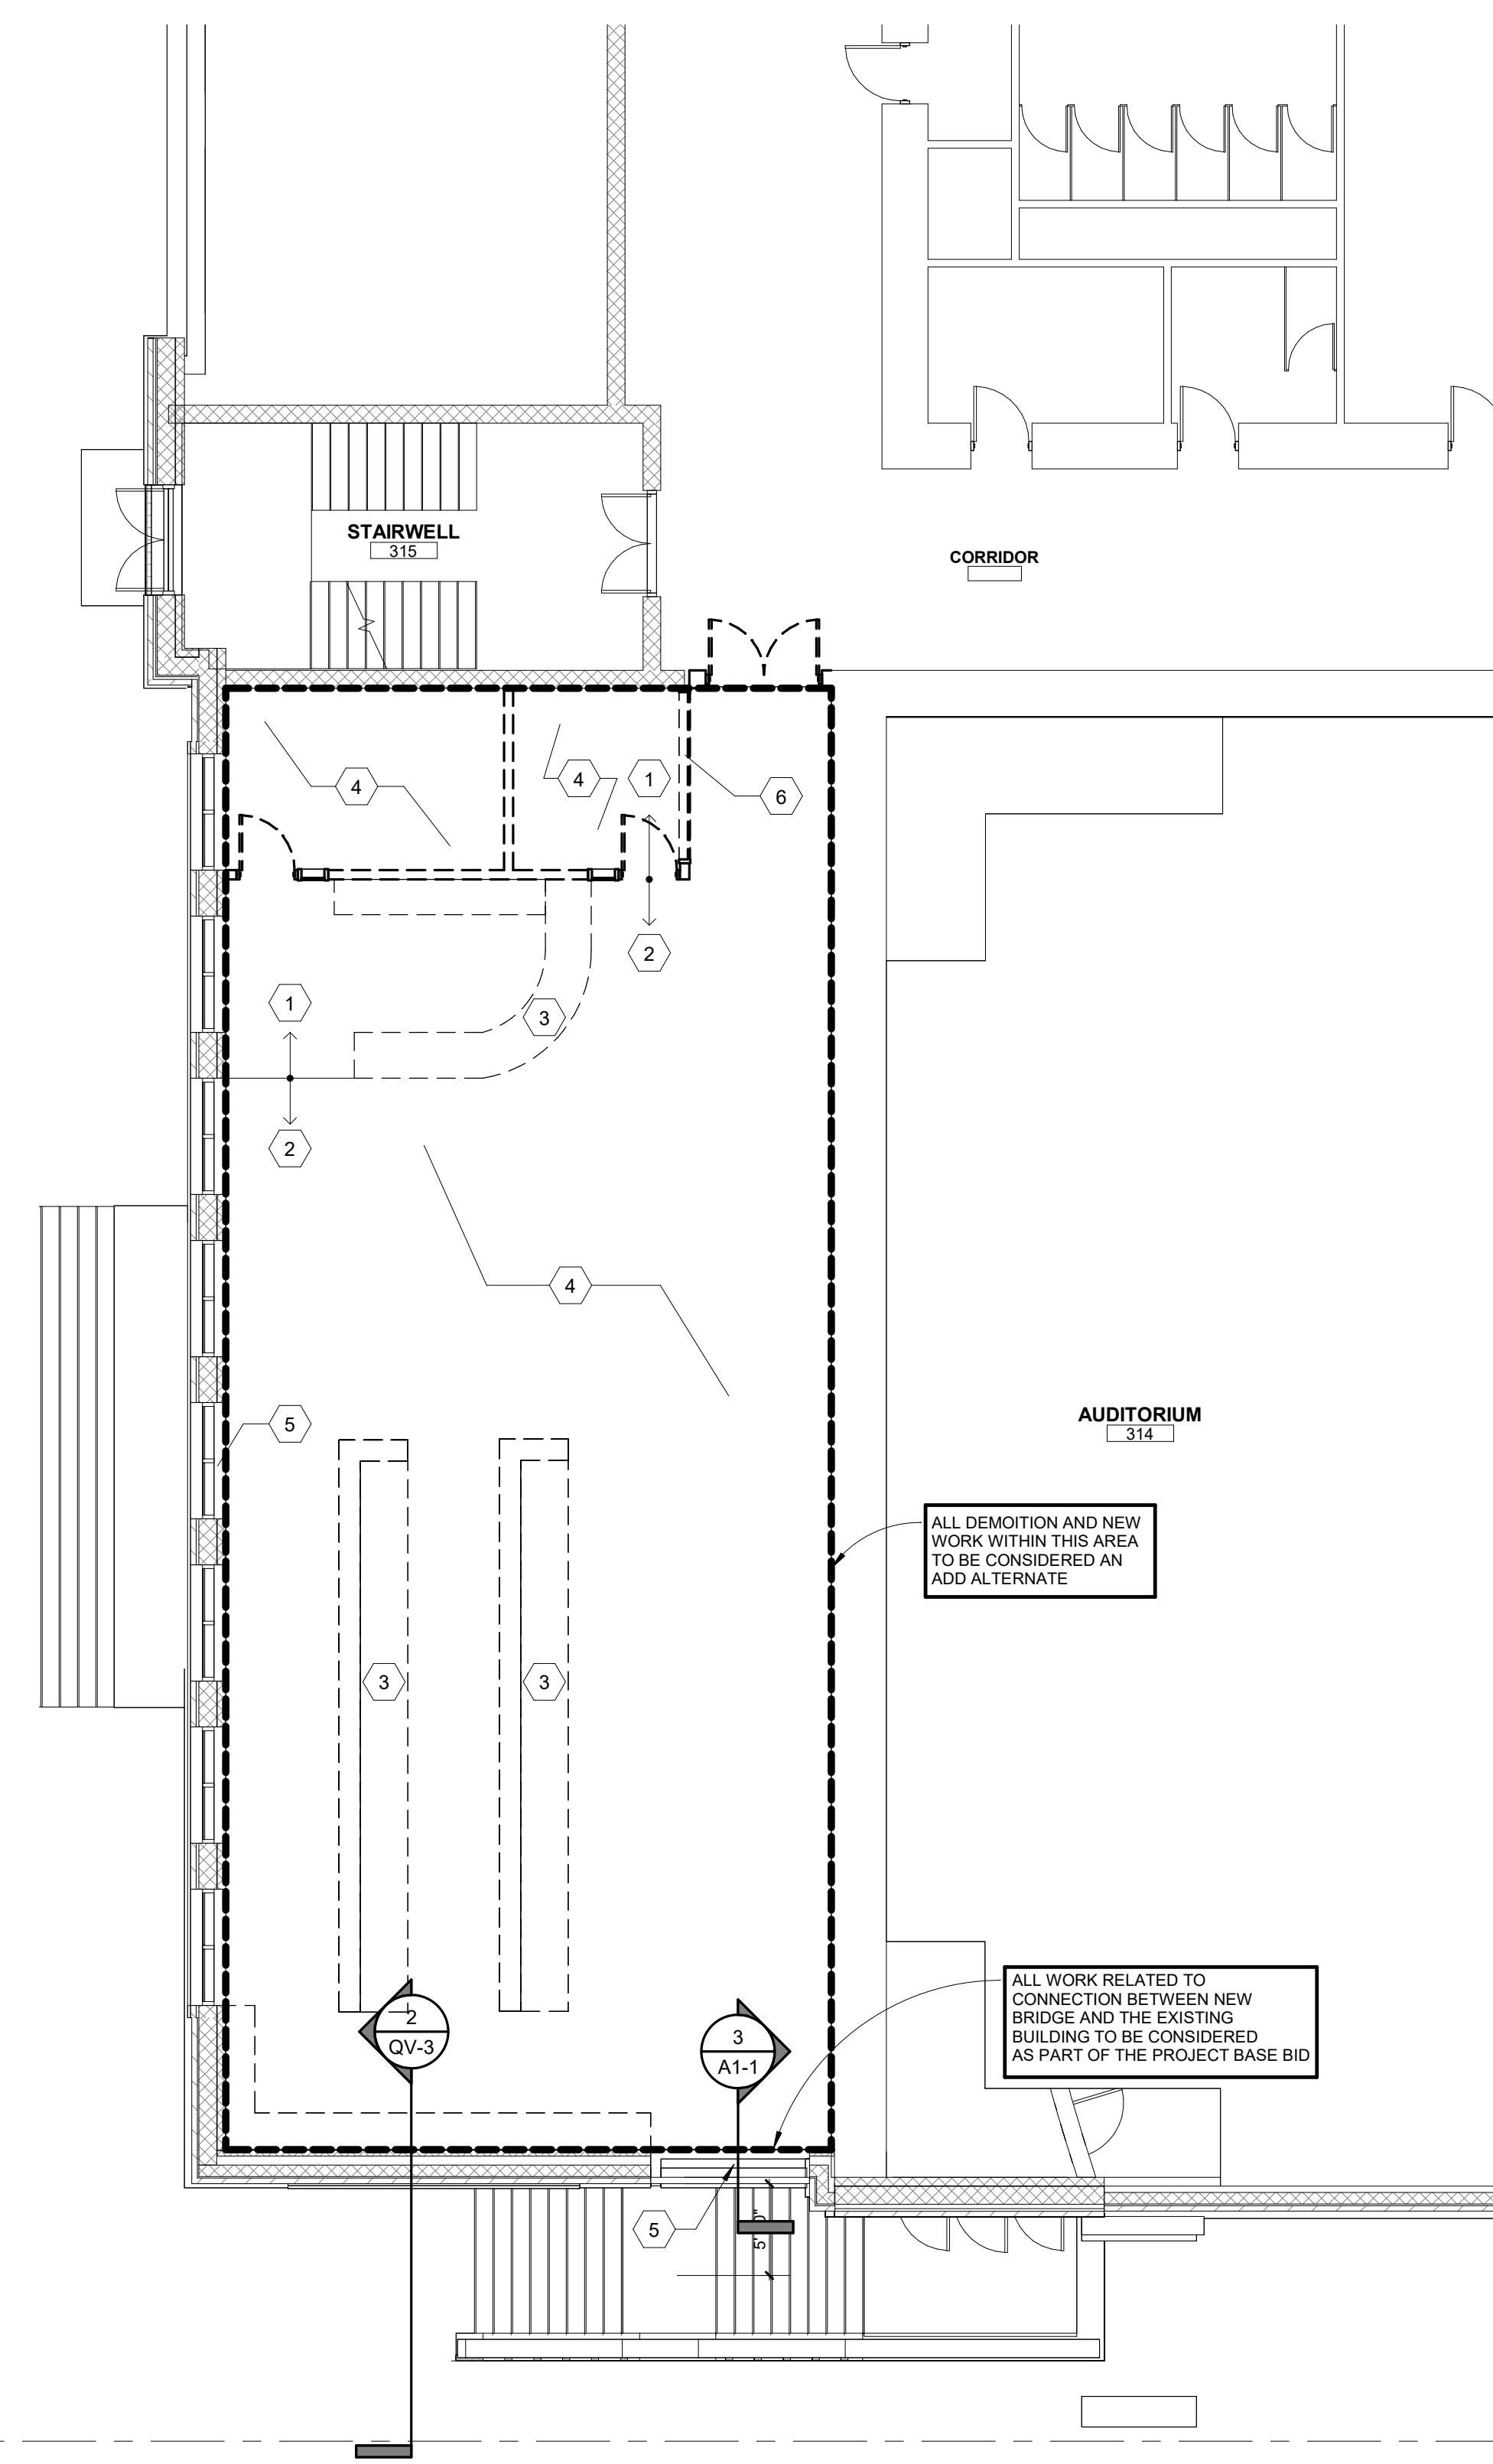 STAIRWELL
315
CORRIDOR
4
4
1
6
2
1
3
2
4
5
AUDITORIUM
314
ALL DEMOITION AND NEW
WORK WITHIN THIS AREA
TO BE CONSIDERED AN
ADD ALTERNATE
3
3
2
QV-3
3
A1-1
ALL WORK RELATED TO
CONNECTION BETWEEN NEW
BRIDGE AND THE EXISTING
BUILDING TO BE CONSIDERED
AS PART OF THE PROJECT BASE BID
5